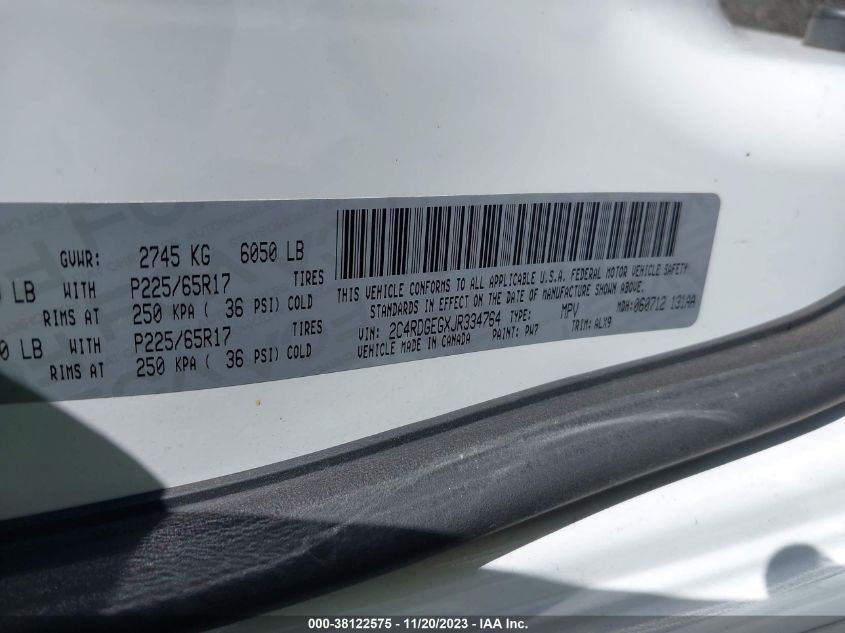 GVWR: 2745 KG 6050 LB
LB WITH P225/65R17 TIRES
RIMS AT 250 KPA ( 36 PSI) COLD
0 LB WITH P225/65R17
RIMS AT 250 KPA ( 36 PSI) COLD
THIS VEHICLE CONFORMS TO ALL APPLICABLE U.S.A. FEDERAL MOTOR VEHICLE SAFETY
STANDARDS IN EFFECT ON THE DATE OF MANUFACTURE SHOWN ABOVE.
VIN: 2C4RDGEGXJR334764 TYPE: MPV MDH: 060712 131AA
VEHICLE MADE IN CANADA PAINT: PW7 TRIM: ALX9
000-38122575 - 11/20/2023 - IAA Inc.